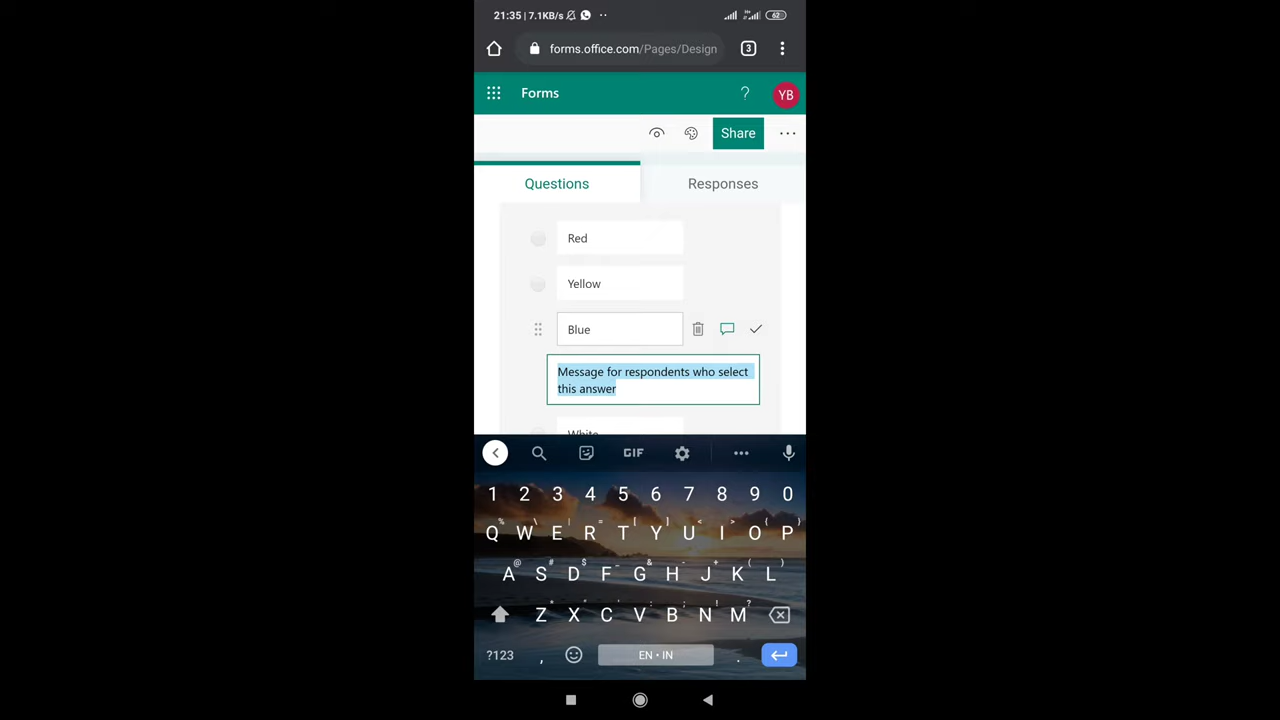 21:35 | 7.1KB/s
62
forms.office.com/Pages/Design
3
Forms
?
YB
Share
Questions
Responses
Red
Yellow
Blue
Message for respondents who select
this answer
White
GIF
1 2 3 4 5 6 7 8 9 0
% \ | = [ ] < > { }
Q W E R T Y U I O P
@ # $ _ & - + ( )
A S D F G H J K L
* " ' : ; ! ?
Z X C V B N M
?123 , EN • IN .